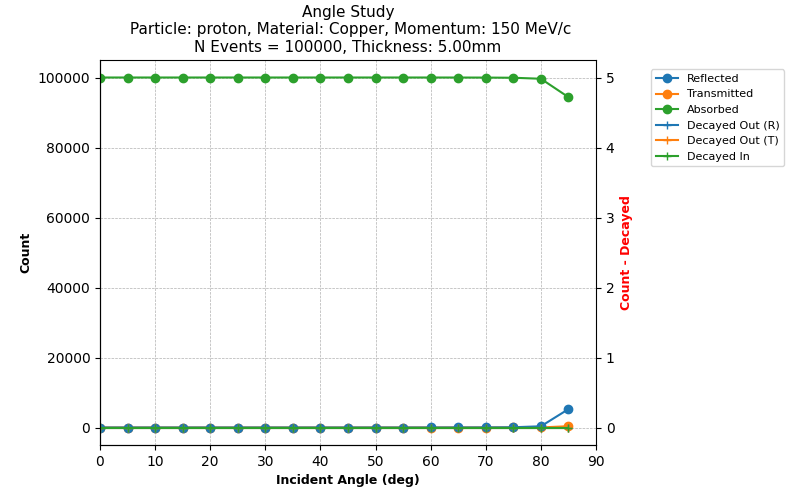 Angle Study
Particle: proton, Material: Copper, Momentum: 150 MeV/c
N Events = 100000, Thickness: 5.00mm
100000
80000
60000
40000
20000
0
Count
5
4
3
2
1
0
Count - Decayed
0 10 20 30 40 50 60 70 80 90
Incident Angle (deg)
Reflected
Transmitted
Absorbed
Decayed Out (R)
Decayed Out (T)
Decayed In